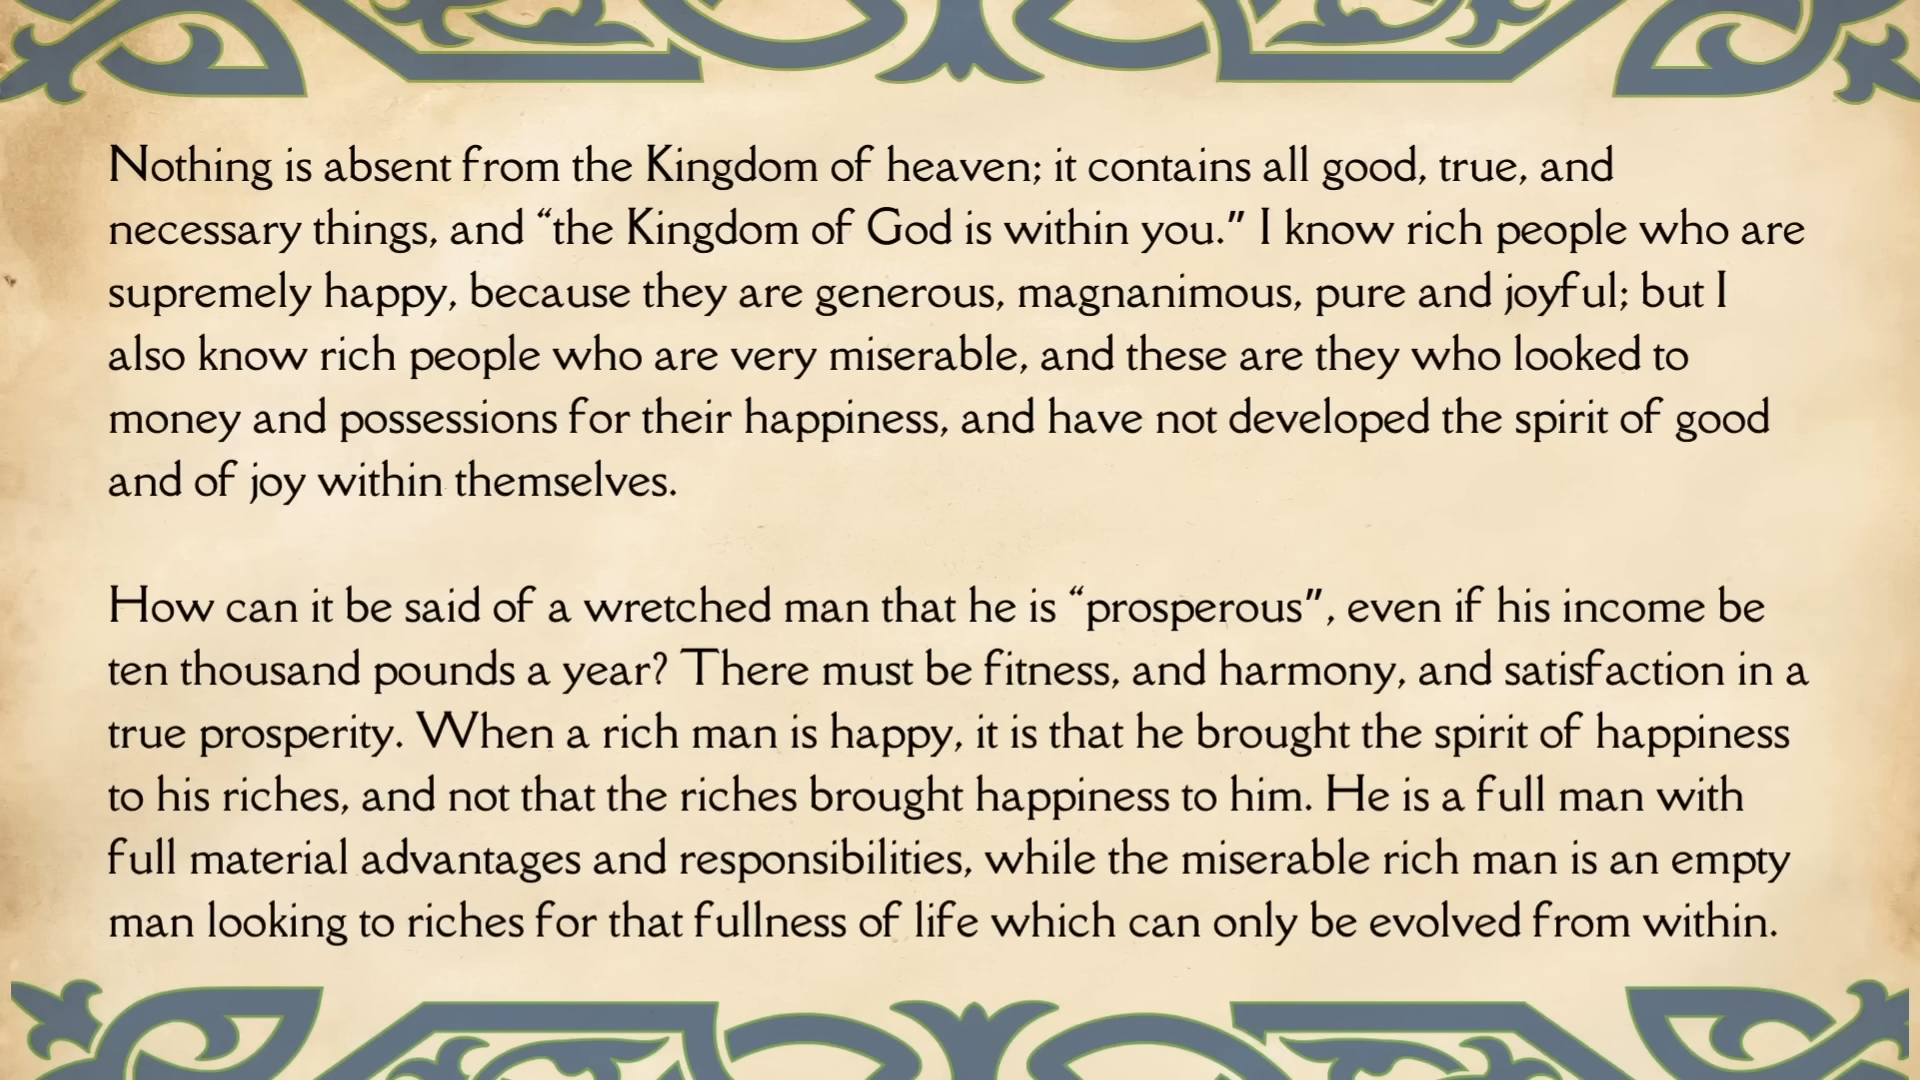 Nothing is absent from the Kingdom of heaven; it contains all good, true, and
necessary things, and “the Kingdom of God is within you.” I know rich people who are
supremely happy, because they are generous, magnanimous, pure and joyful; but I
also know rich people who are very miserable, and these are they who looked to
money and possessions for their happiness, and have not developed the spirit of good
and of joy within themselves.
How can it be said of a wretched man that he is “prosperous”, even if his income be
ten thousand pounds a year? There must be fitness, and harmony, and satisfaction in a
true prosperity. When a rich man is happy, it is that he brought the spirit of happiness
to his riches, and not that the riches brought happiness to him. He is a full man with
full material advantages and responsibilities, while the miserable rich man is an empty
man looking to riches for that fullness of life which can only be evolved from within.